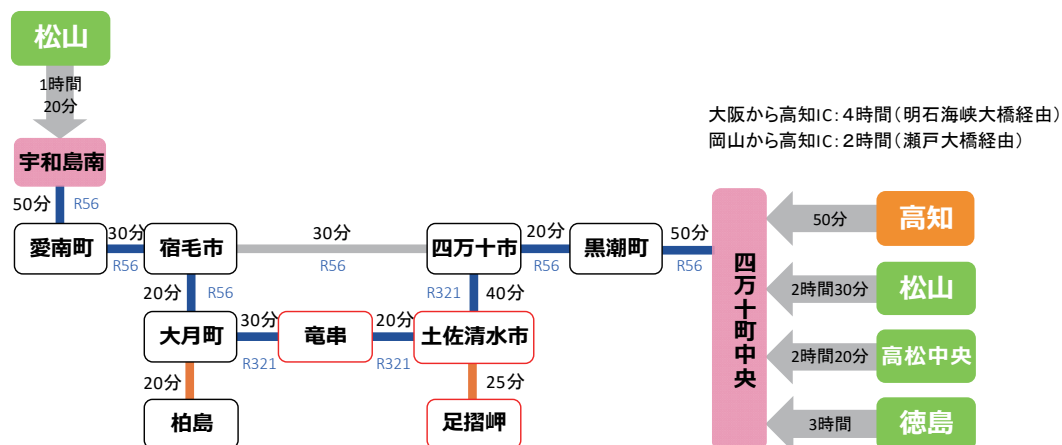 松山
1時間
20分
大阪から高知IC：4時間（明石海峡大橋経由）
岡山から高知IC：2時間（瀬戸大橋経由）
宇和島南
50分
R56
愛南町
30分
R56
宿毛市
30分
R56
四万十市
20分
R56
黒潮町
50分
R56
四万十町中央
50分
高知
20分
R56
R321
40分
2時間30分
松山
大月町
30分
R321
竜串
20分
R321
土佐清水市
2時間20分
高松中央
20分
25分
柏島
足摺岬
3時間
徳島